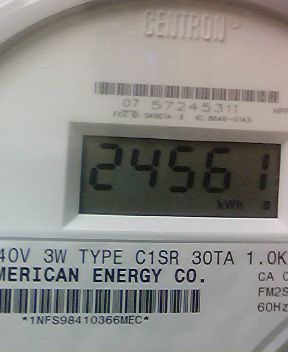 CENTRON
07 57245311
24561
kWh
40V 3W TYPE C1SR 30TA 1.0K
MERICAN ENERGY CO.
CA
FM2S
60Hz
*1NFS98410366MEC*